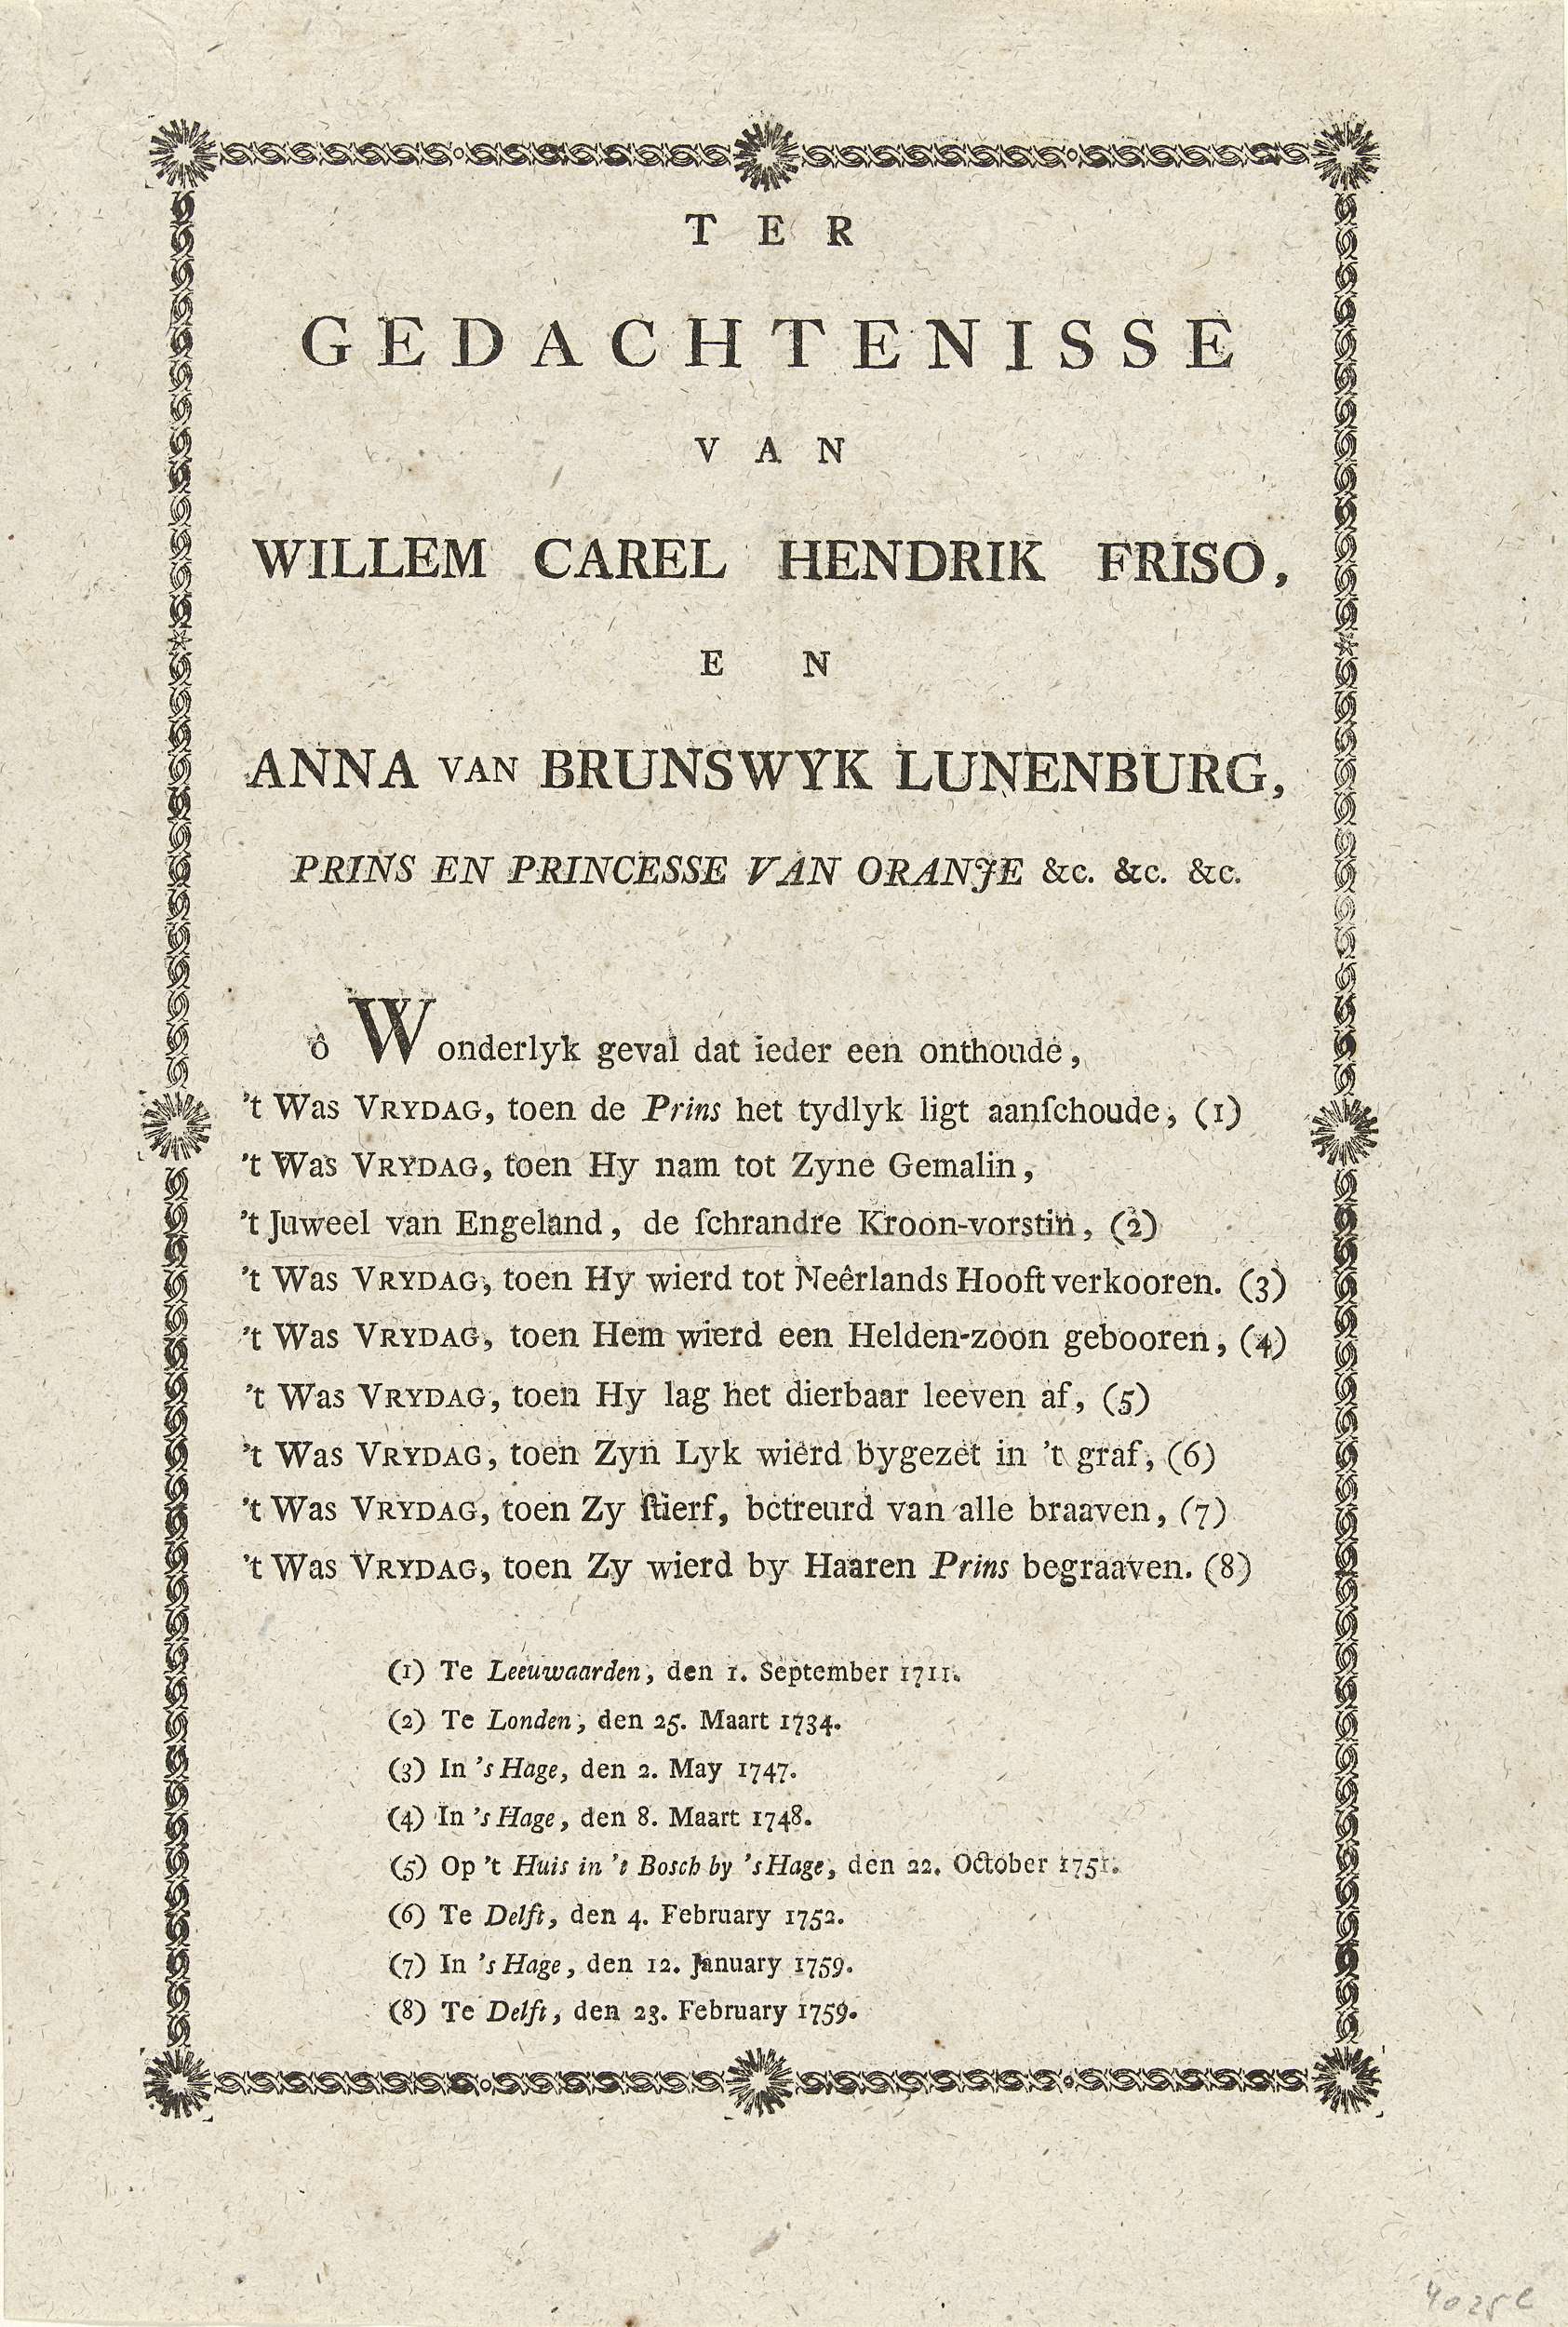 TER
GEDACHTENISSE
VAN
WILLEM CAREL HENDRIK FRISO,
EN
ANNA VAN BRUNSWYK LUNENBURG,
PRINS EN PRINCESSE VAN ORANJE &c. &c. &c.
ô Wonderlyk geval dat ieder een onthoude,
't Was VRYDAG, toen de Prins het tydlyk ligt aanſchoude, (1)
't Was VRYDAG, toen Hy nam tot Zyne Gemalin,
't Juweel van Engeland, de ſchrandre Kroon-vorstin, (2)
't Was VRYDAG, toen Hy wierd tot Neêrlands Hooft verkooren. (3)
't Was VRYDAG, toen Hem wierd een Helden-zoon gebooren, (4)
't Was VRYDAG, toen Hy lag het dierbaar leeven af, (5)
't Was VRYDAG, toen Zyn Lyk wierd bygezet in 't graf, (6)
't Was VRYDAG, toen Zy ſtierf, betreurd van alle braaven, (7)
't Was VRYDAG, toen Zy wierd by Haaren Prins begraaven. (8)
(1) Te Leeuwaarden, den 1. September 1711.
(2) Te Londen, den 25. Maart 1734.
(3) In 's Hage, den 2. May 1747.
(4) In 's Hage, den 8. Maart 1748.
(5) Op 't Huis in 't Bosch by 's Hage, den 22. October 1751.
(6) Te Delft, den 4. February 1752.
(7) In 's Hage, den 12. January 1759.
(8) Te Delft, den 23. February 1759.
4025 c